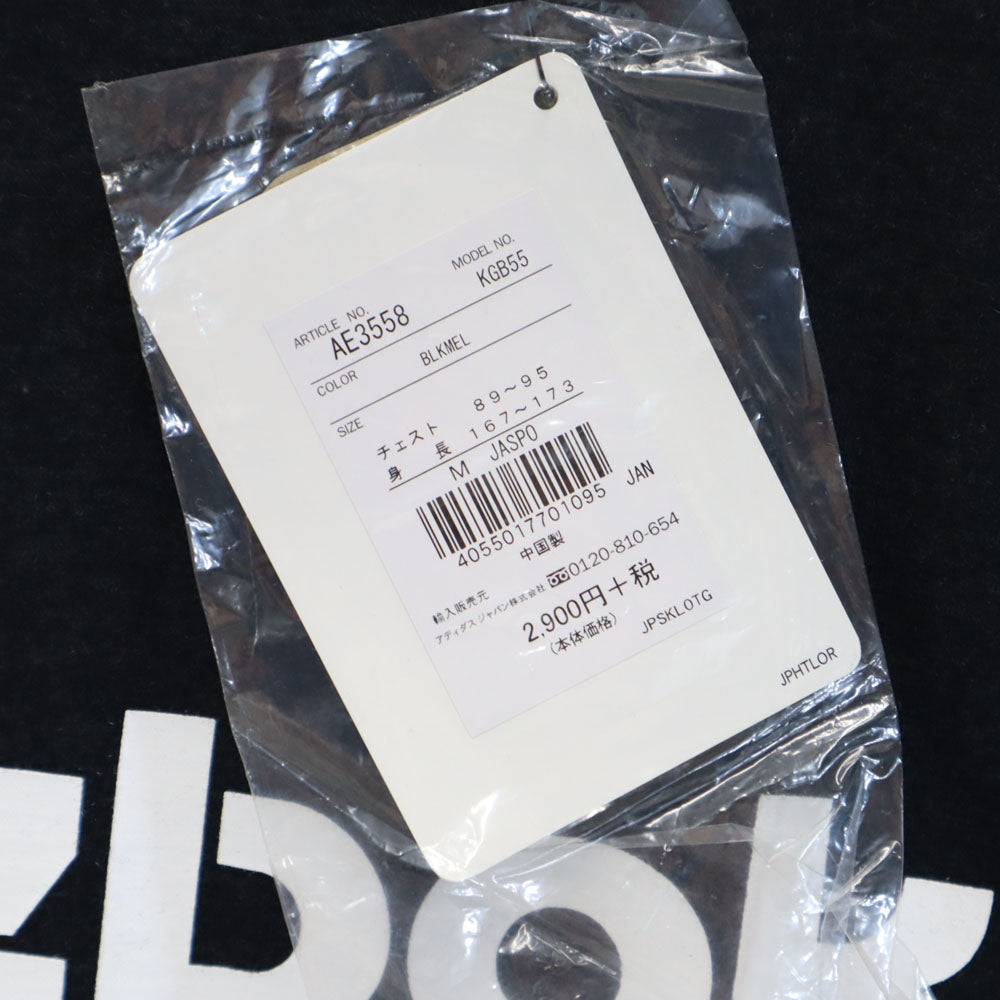 ARTICLE NO. MODEL NO.
AE3558 KGB55
COLOR BLKMEL
SIZE
チェスト 89~95
身長 167~173
M JASPO
4055017701095 JAN
中国製
輸入販売元
アディダスジャパン株式会社 0120-810-654
2,900円+税
(本体価格) JPSKLOTG
JPHTLOR
ebok